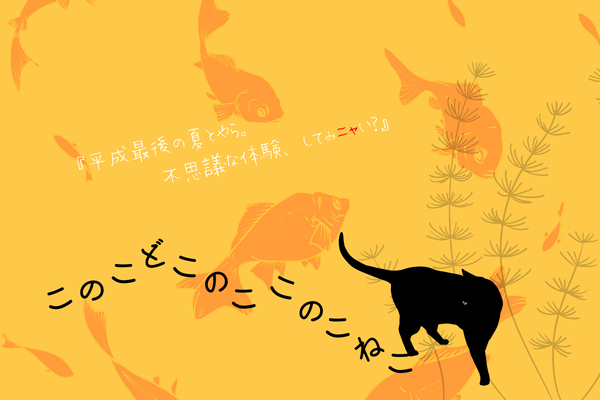 『平成最後の夏とやら。
不思議な体験、してみニャい?』
このこどこのこここのこねこ